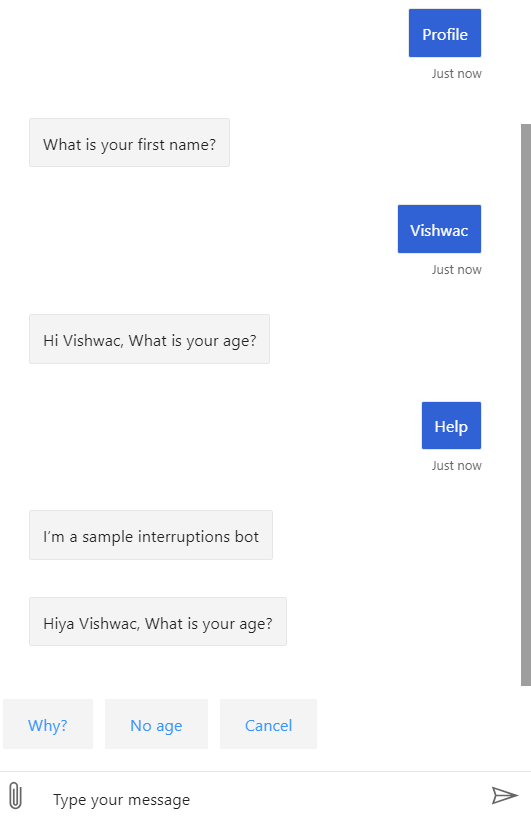 Profile
Just now
What is your first name?
Vishwac
Just now
Hi Vishwac, What is your age?
Help
Just now
I’m a sample interruptions bot
Hiya Vishwac, What is your age?
Why? No age Cancel
Type your message